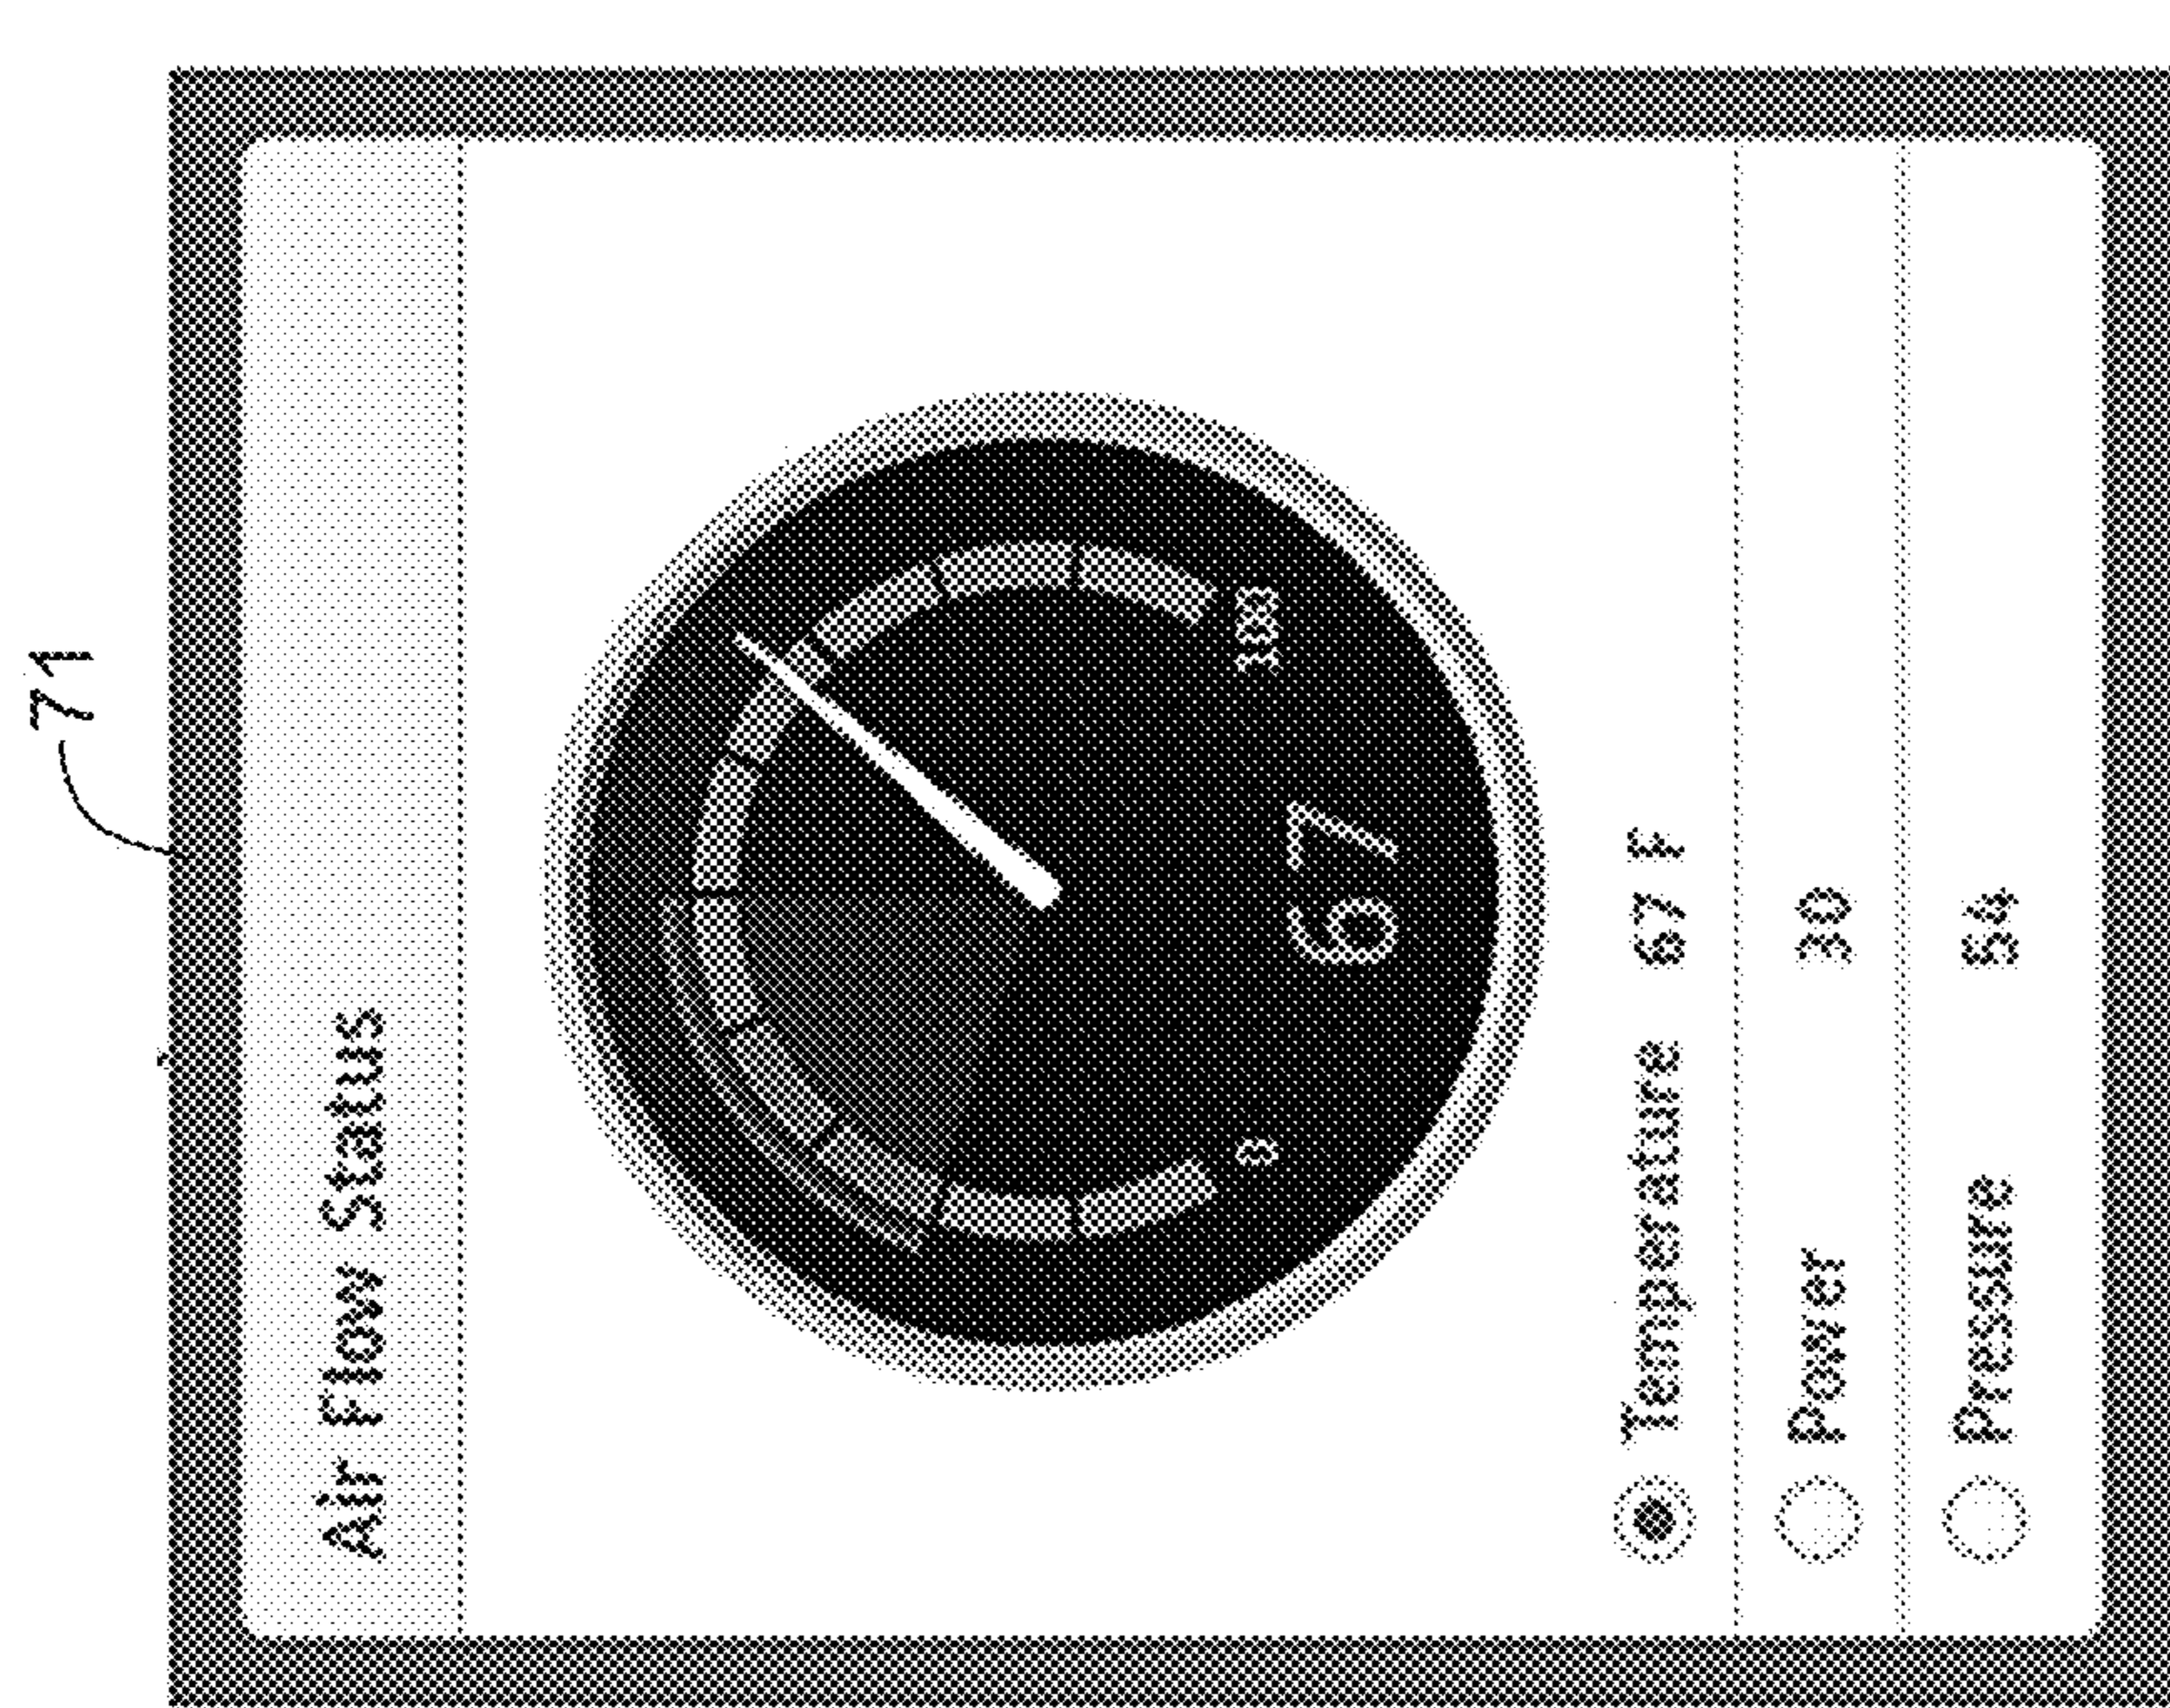 71
Air Flow Status
0 100
67
Temperature 67 F
Power 30
Pressure 54